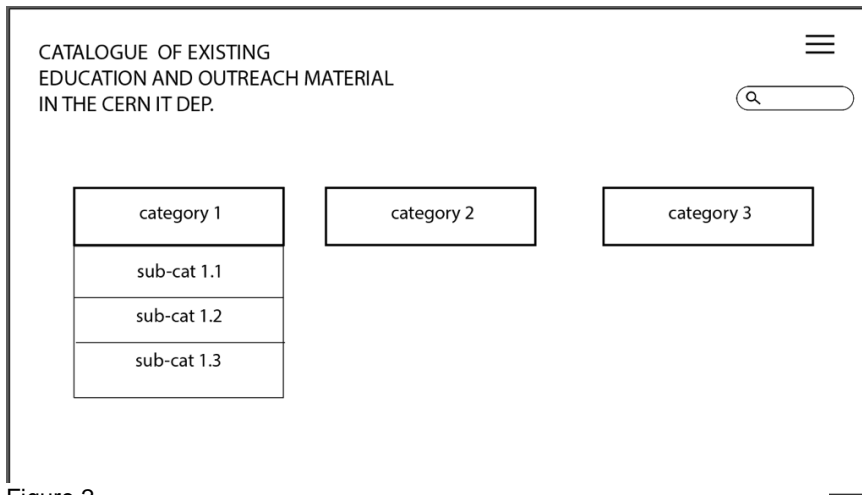 CATALOGUE OF EXISTING
EDUCATION AND OUTREACH MATERIAL
IN THE CERN IT DEP.
category 1
category 2
category 3
sub-cat 1.1
sub-cat 1.2
sub-cat 1.3
Figure